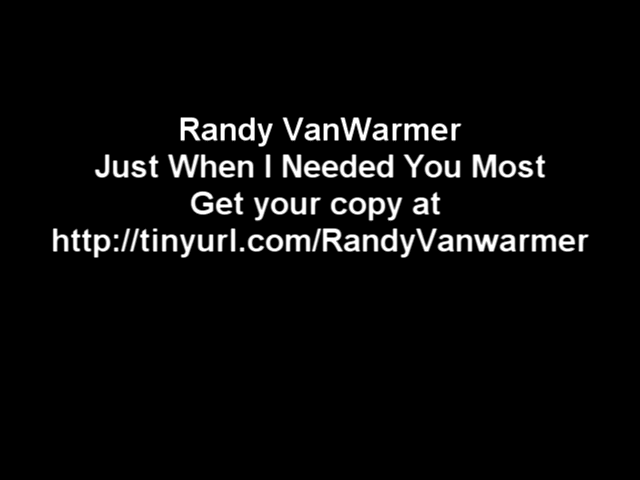 Randy VanWarmer
Just When I Needed You Most
Get your copy at
http://tinyurl.com/RandyVanwarmer